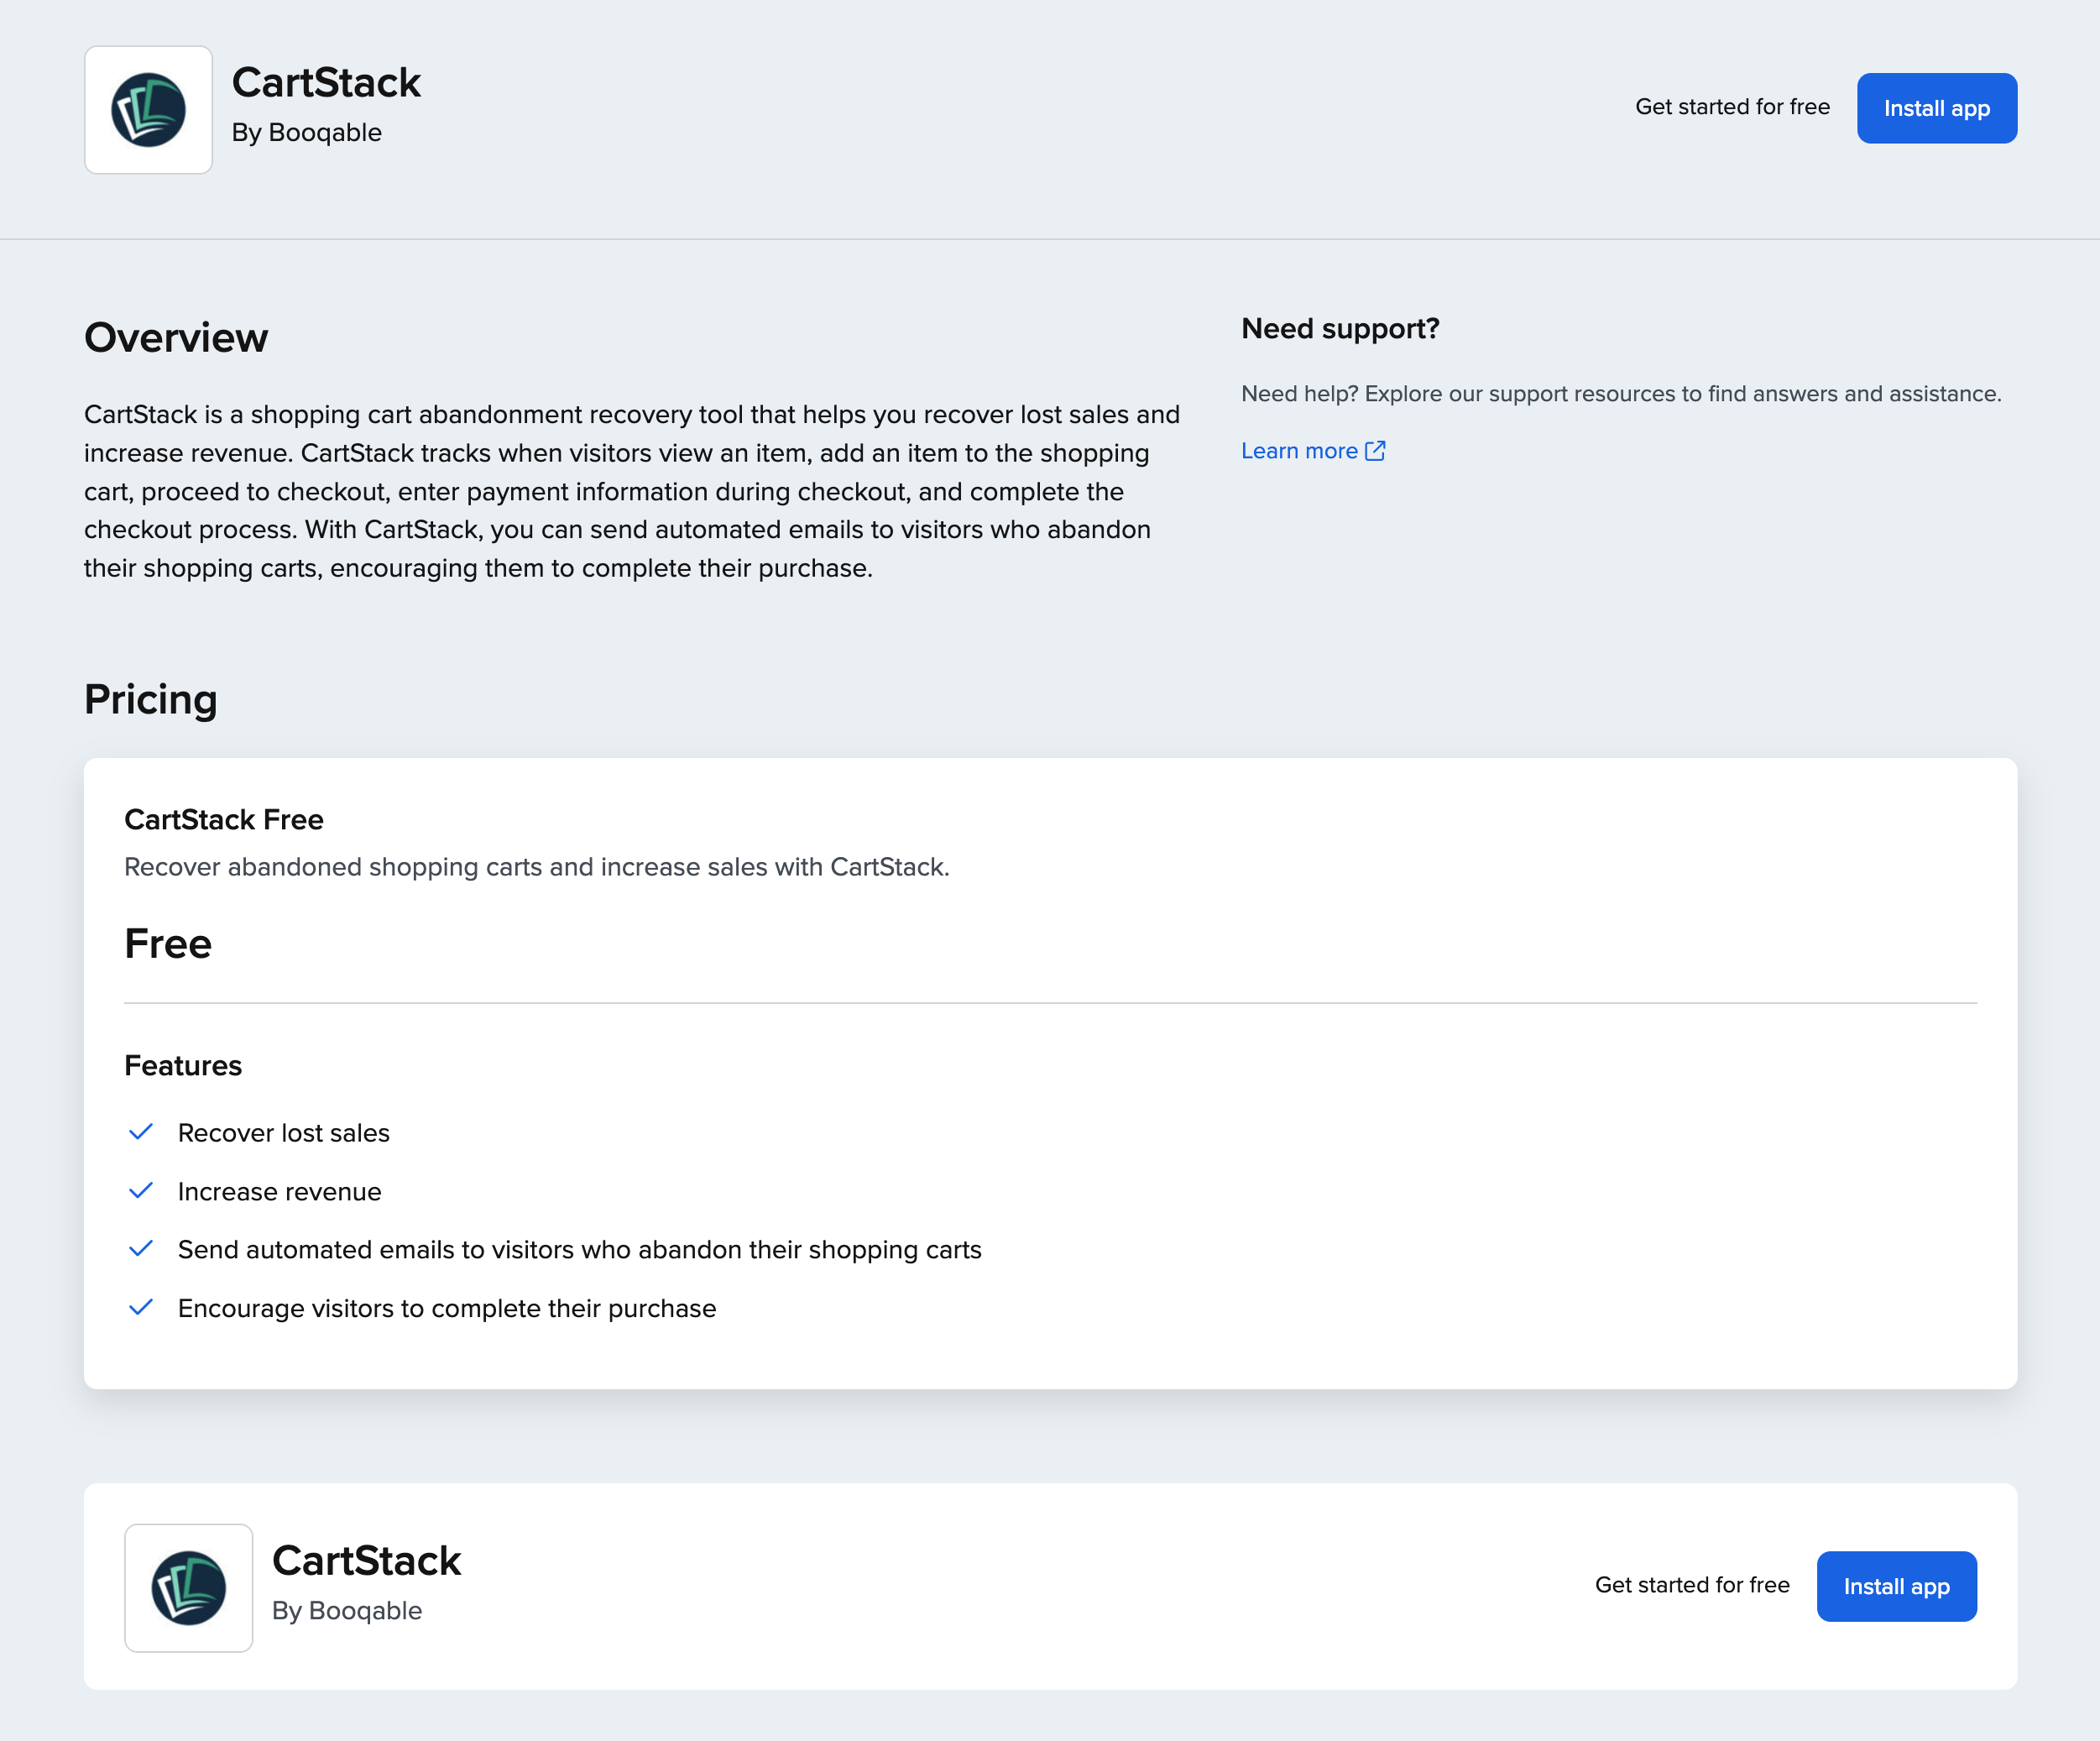 CartStack
By Booqable
Get started for free
Install app
Overview
CartStack is a shopping cart abandonment recovery tool that helps you recover lost sales and
increase revenue. CartStack tracks when visitors view an item, add an item to the shopping
cart, proceed to checkout, enter payment information during checkout, and complete the
checkout process. With CartStack, you can send automated emails to visitors who abandon
their shopping carts, encouraging them to complete their purchase.
Need support?
Need help? Explore our support resources to find answers and assistance.
Learn more
Pricing
CartStack Free
Recover abandoned shopping carts and increase sales with CartStack.
Free
Features
Recover lost sales
Increase revenue
Send automated emails to visitors who abandon their shopping carts
Encourage visitors to complete their purchase
CartStack
By Booqable
Get started for free
Install app